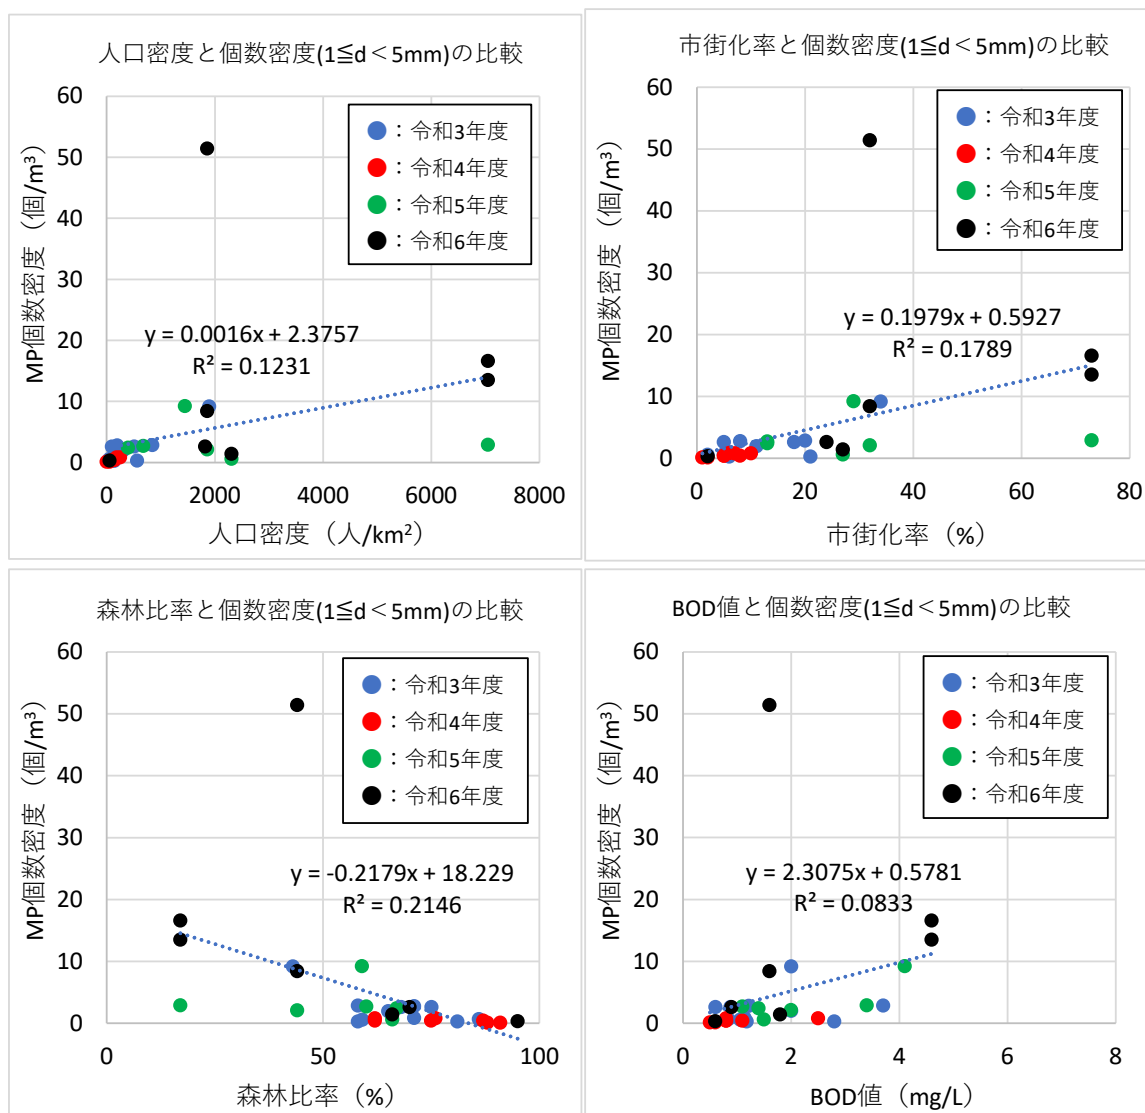 人口密度と個数密度(1≦d＜5mm)の比較
MP個数密度（個/m³）
60
50
40
30
20
10
0
：令和3年度
：令和4年度
：令和5年度
：令和6年度
y = 0.0016x + 2.3757
R² = 0.1231
0 2000 4000 6000 8000
人口密度（人/km²）
市街化率と個数密度(1≦d＜5mm)の比較
MP個数密度（個/m³）
60
50
40
30
20
10
0
：令和3年度
：令和4年度
：令和5年度
：令和6年度
y = 0.1979x + 0.5927
R² = 0.1789
0 20 40 60 80
市街化率（%）
森林比率と個数密度(1≦d＜5mm)の比較
MP個数密度（個/m³）
60
50
40
30
20
10
0
：令和3年度
：令和4年度
：令和5年度
：令和6年度
y = -0.2179x + 18.229
R² = 0.2146
0 50 100
森林比率（%）
BOD値と個数密度(1≦d＜5mm)の比較
MP個数密度（個/m³）
60
50
40
30
20
10
0
：令和3年度
：令和4年度
：令和5年度
：令和6年度
y = 2.3075x + 0.5781
R² = 0.0833
0 2 4 6 8
BOD値（mg/L）